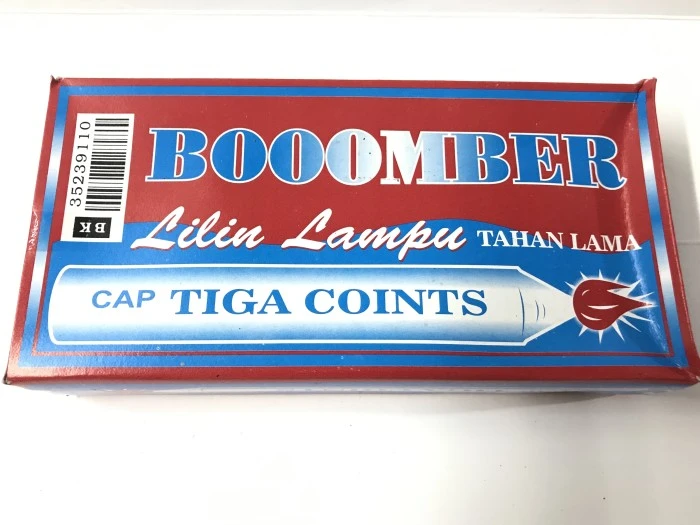 BOOOMBER
35239110
BK
Lilin Lampu TAHAN LAMA
CAP TIGA COINTS